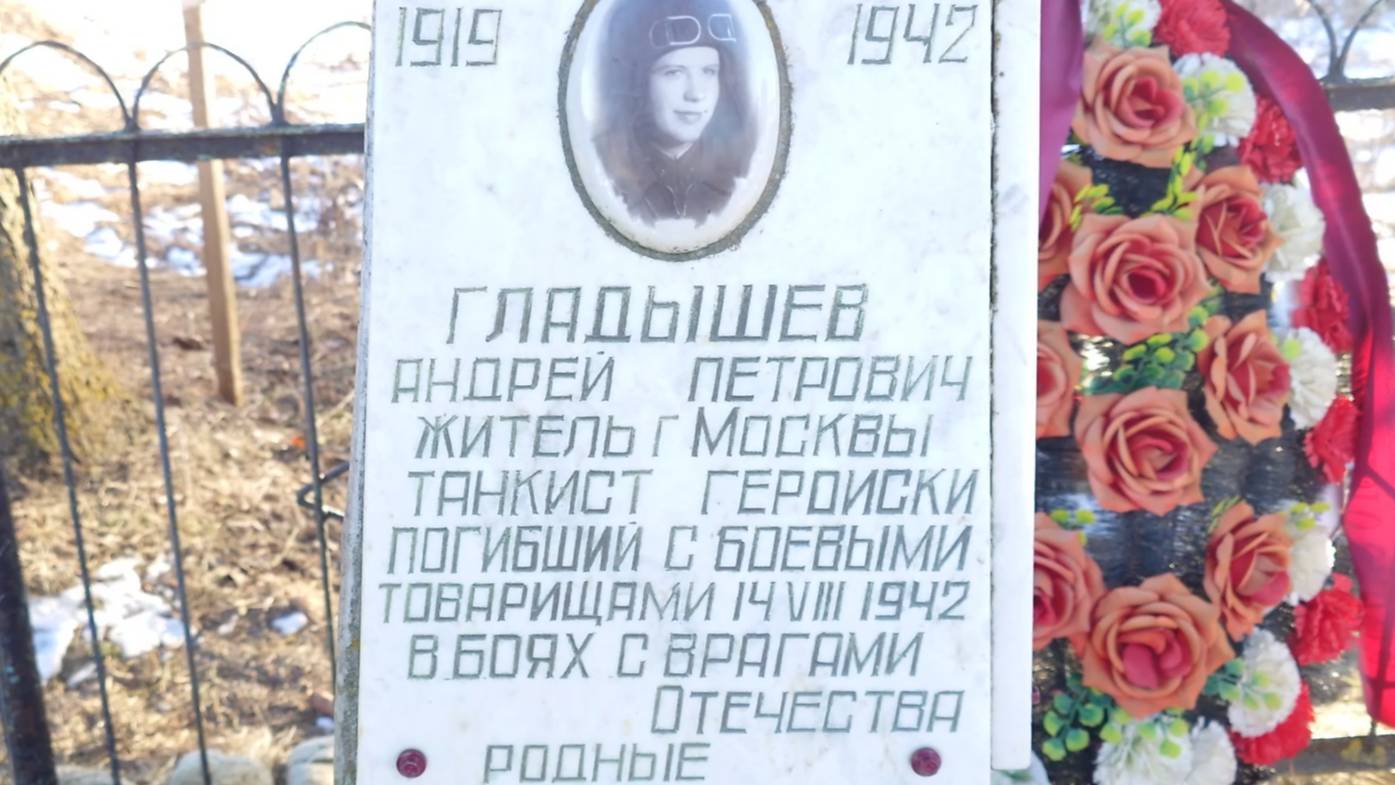 1919 1942
ГЛАДЫШЕВ
АНДРЕЙ ПЕТРОВИЧ
ЖИТЕЛЬ Г МОСКВЫ
ТАНКИСТ ГЕРОИСКИ
ПОГИБШИЙ С БОЕВЫМИ
ТОВАРИЩАМИ 14 VIII 1942
В БОЯХ С ВРАГАМИ
ОТЕЧЕСТВА
РОДНЫЕ